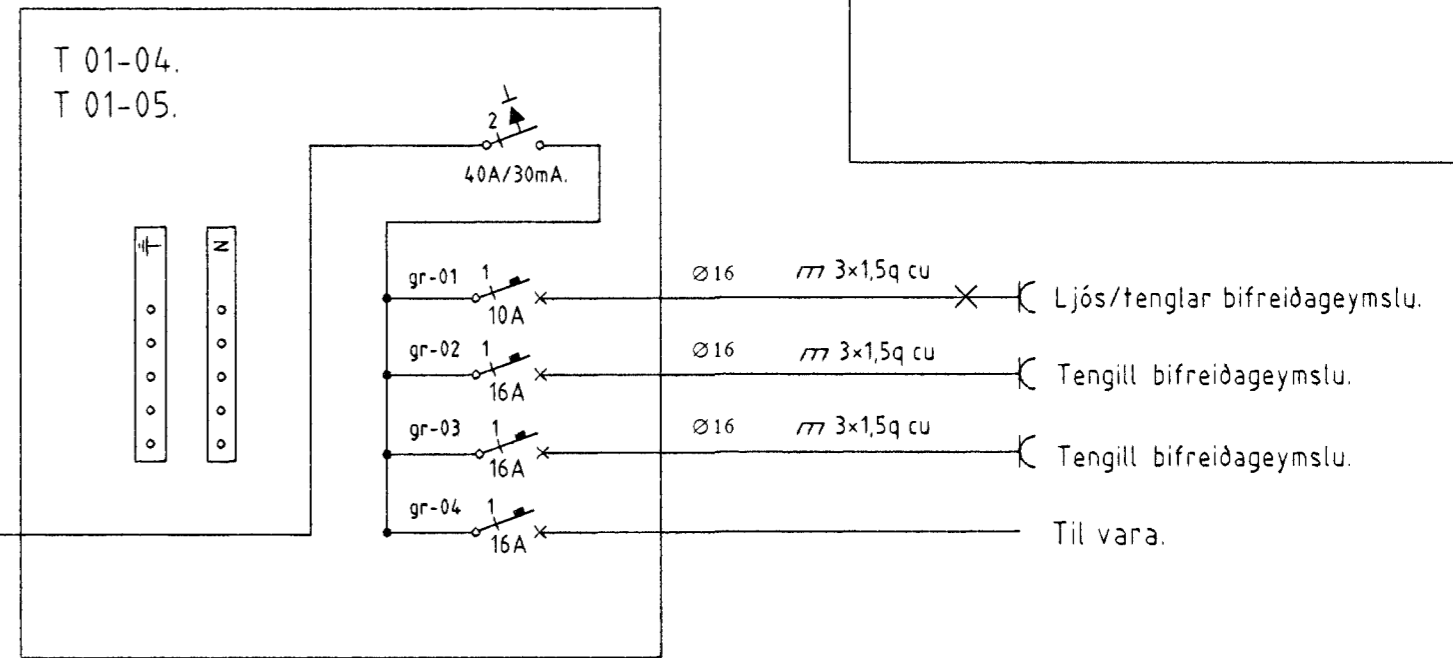 T 01-04.
T 01-05.
2
40A/30mA.
N
gr-01 1 10A Ø16 3×1,5q cu Ljós/tenglar bifreiðageymslu.
gr-02 1 16A Ø16 3×1,5q cu Tengill bifreiðageymslu.
gr-03 1 16A Ø16 3×1,5q cu Tengill bifreiðageymslu.
gr-04 1 16A Til vara.